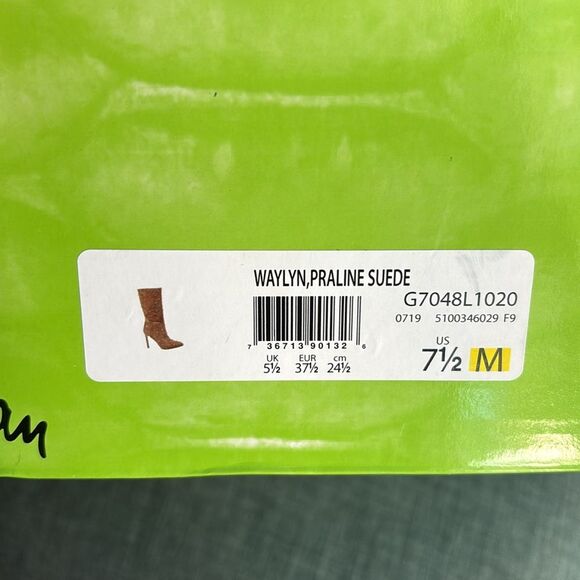 WAYLYN,PRALINE SUEDE
G7048L1020
0719 5100346029 F9
7 36713 90132 6
UK EUR cm
5½ 37½ 24½
US
7½ M